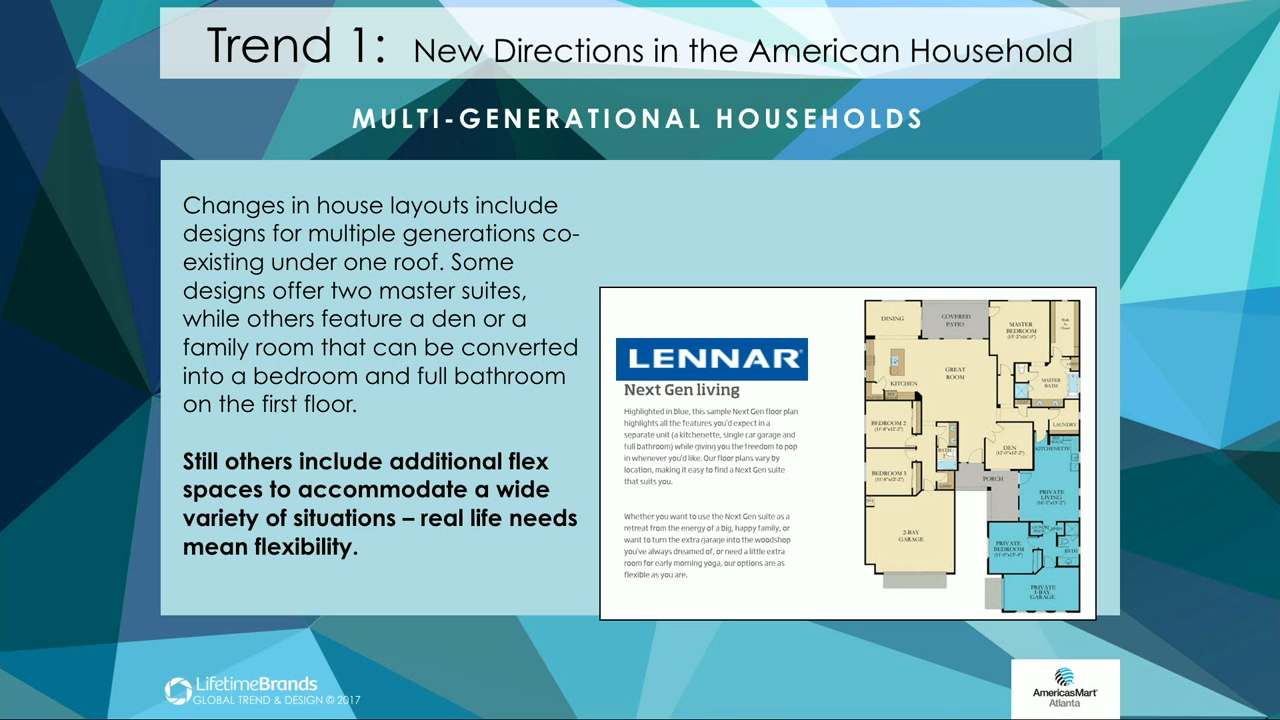 Trend 1: New Directions in the American Household
MULTI-GENERATIONAL HOUSEHOLDS
Changes in house layouts include
designs for multiple generations co-
existing under one roof. Some
designs offer two master suites,
while others feature a den or a
family room that can be converted
into a bedroom and full bathroom
on the first floor.
Still others include additional flex
spaces to accommodate a wide
variety of situations – real life needs
mean flexibility.
LENNAR®
Next Gen living
Highlighted in blue, this sample Next Gen floor plan
highlights all the features you'd expect in a
separate unit (a kitchenette, single car garage and
full bathroom) while giving you the freedom to pop
in whenever you'd like. Our floor plans vary by
location, making it easy to find a Next Gen suite
that suits you.
Whether you want to use the Next Gen suite as a
retreat from the energy of a big, happy family, or
want to turn the extra garage into the woodshop
you've always dreamed of, or need a little extra
room for early morning yoga, our options are as
flexible as you are.
DINING
COVERED
PATIO
MASTER
BEDROOM
GREAT
ROOM
KITCHEN
MASTER
BATH
BEDROOM 2
LAUNDRY
DEN
KITCHENETTE
BEDROOM 3
PORCH
PRIVATE
LIVING
2-BAY
GARAGE
PRIVATE
BEDROOM
BATH
PRIVATE
1-BAY
GARAGE
LifetimeBrands
GLOBAL TREND & DESIGN © 2017
AmericasMart®
Atlanta